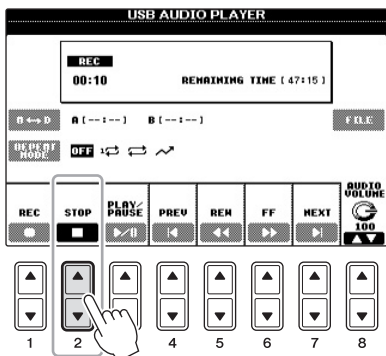 USB AUDIO PLAYER
REC
00:10 REMAINING TIME [ 47:15 ]
A [--:--] B [--:--] FILE
REPEAT MODE OFF 1
AUDIO VOLUME
REC STOP PLAY/PAUSE PREV REW FF NEXT
100
1 2 4 5 6 7 8